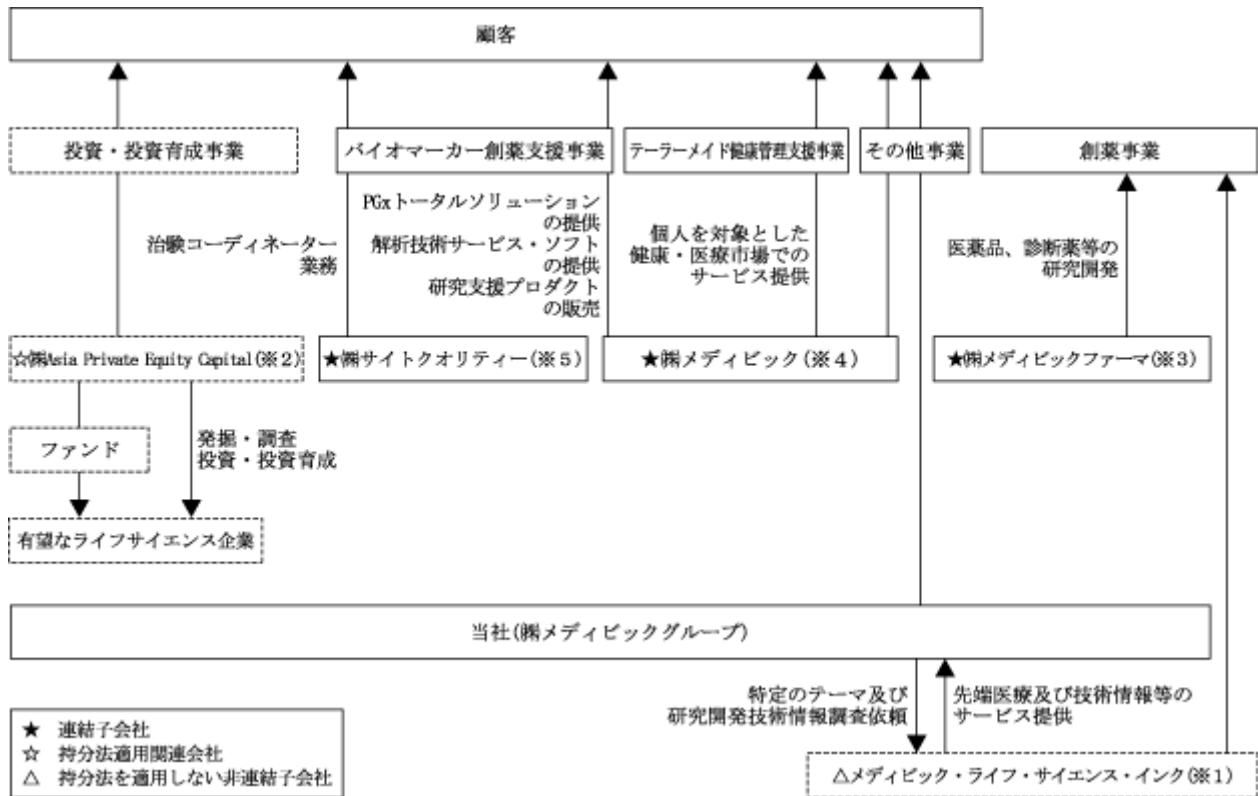 顧客
投資・投資育成事業
バイオマーカー創薬支援事業
テーラーメイド健康管理支援事業
その他事業
創薬事業
治験コーディネーター
業務
PGxトータルソリューション
の提供
解析技術サービス・ソフト
の提供
研究支援プロダクト
の販売
個人を対象とした
健康・医療市場での
サービス提供
医薬品、診断薬等の
研究開発
☆㈱Asia Private Equity Capital(※2)
★㈱サイトクオリティー(※5)
★㈱メディビック(※4)
★㈱メディビックファーマ(※3)
ファンド
発掘・調査
投資・投資育成
有望なライフサイエンス企業
当社(㈱メディビックグループ)
特定のテーマ及び
研究開発技術情報調査依頼
先端医療及び技術情報等の
サービス提供
★ 連結子会社
☆ 持分法適用関連会社
△ 持分法を適用しない非連結子会社
△メディビック・ライフ・サイエンス・インク(※1)